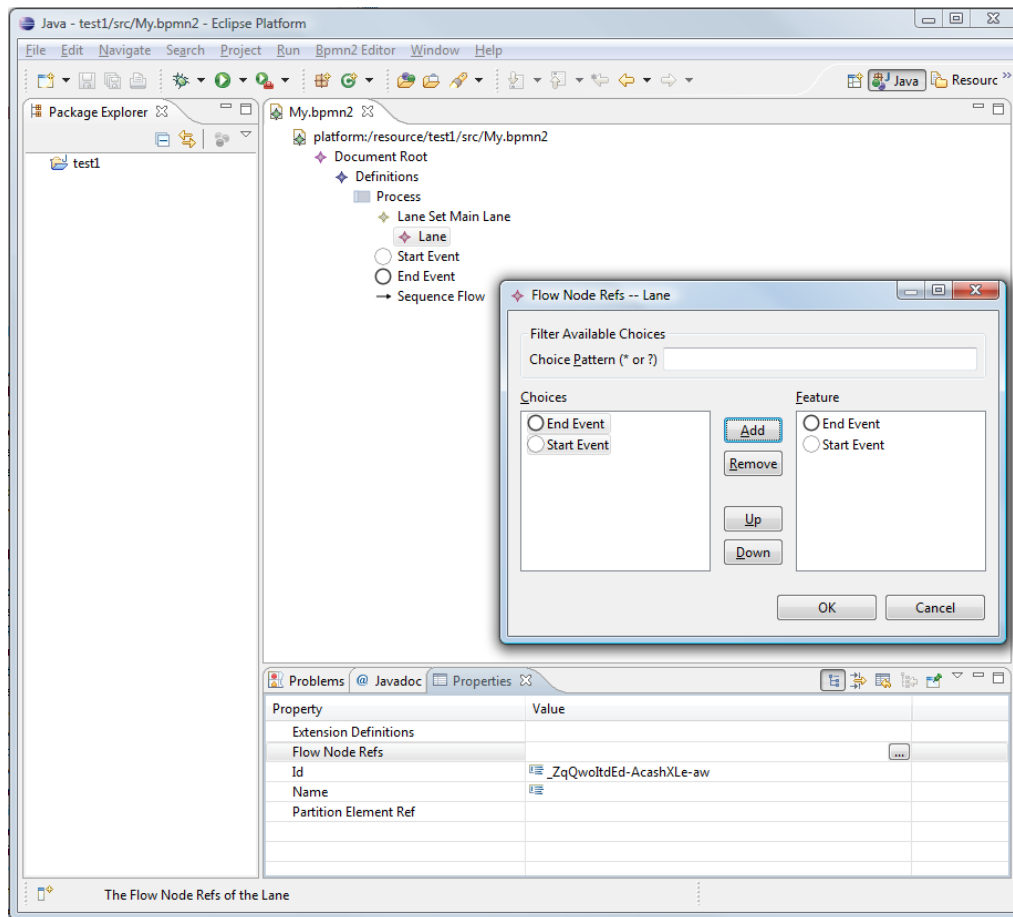 Java - test1/src/My.bpmn2 - Eclipse Platform
File Edit Navigate Search Project Run Bpmn2 Editor Window Help
Java Resourc »
Package Explorer
My.bpmn2
platform:/resource/test1/src/My.bpmn2
test1
Document Root
Definitions
Process
Lane Set Main Lane
Lane
Start Event
End Event
Sequence Flow
Flow Node Refs -- Lane
Filter Available Choices
Choice Pattern (* or ?)
Choices
Feature
End Event
Start Event
Add
Remove
Up
Down
End Event
Start Event
OK Cancel
Problems @ Javadoc Properties
Property Value
Extension Definitions
Flow Node Refs ...
Id _ZqQwoItdEd-AcashXLe-aw
Name
Partition Element Ref
The Flow Node Refs of the Lane